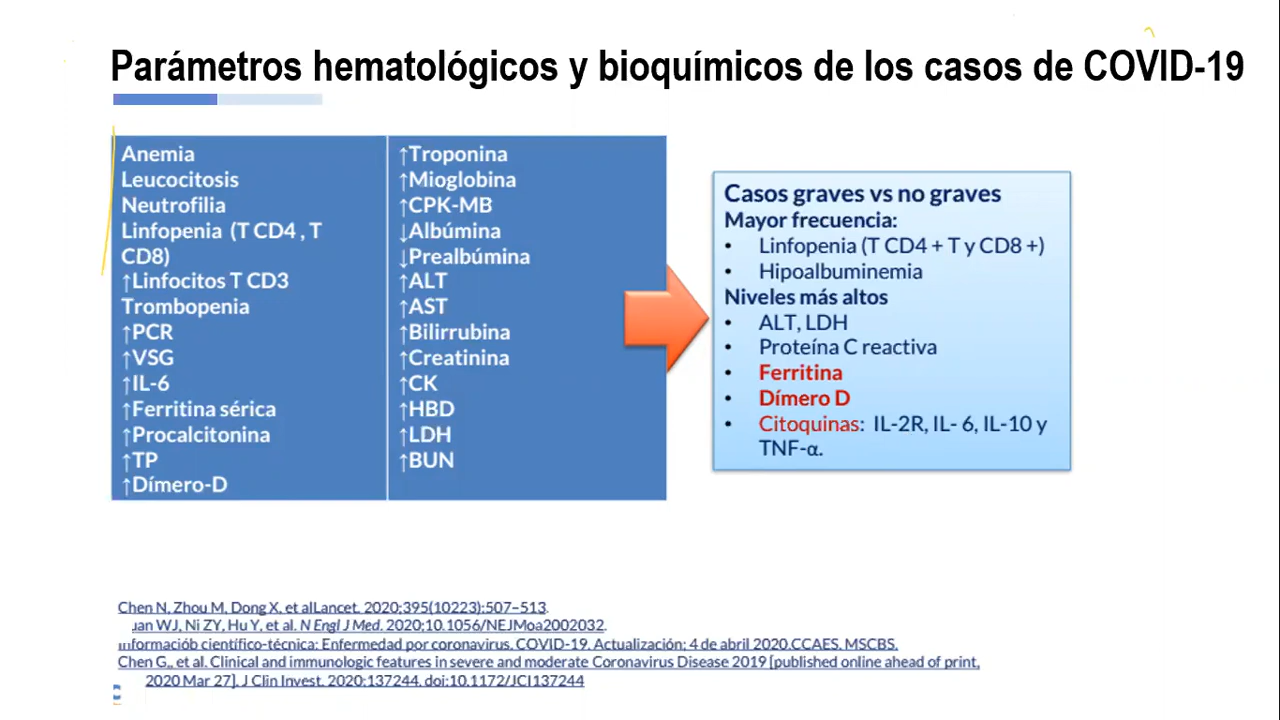 Parámetros hematológicos y bioquímicos de los casos de COVID-19
Anemia
Leucocitosis
Neutrofilia
Linfopenia (T CD4 , T
CD8)
↑Linfocitos T CD3
Trombopenia
↑PCR
↑VSG
↑IL-6
↑Ferritina sérica
↑Procalcitonina
↑TP
↑Dímero-D
↑Troponina
↑Mioglobina
↑CPK-MB
↓Albúmina
↓Prealbúmina
↑ALT
↑AST
↑Bilirrubina
↑Creatinina
↑CK
↑HBD
↑LDH
↑BUN
Casos graves vs no graves
Mayor frecuencia:
• Linfopenia (T CD4 + T y CD8 +)
• Hipoalbuminemia
Niveles más altos
• ALT, LDH
• Proteína C reactiva
• Ferritina
• Dímero D
• Citoquinas: IL-2R, IL- 6, IL-10 y
TNF-α.
Chen N, Zhou M, Dong X, et alLancet. 2020;395(10223):507–513.
uan WJ, Ni ZY, Hu Y, et al. N Engl J Med. 2020;10.1056/NEJMoa2002032.
Informaciób científico-técnica: Enfermedad por coronavirus, COVID-19. Actualización; 4 de abril 2020.CCAES. MSCBS.
Chen G,, et al. Clinical and immunologic features in severe and moderate Coronavirus Disease 2019 [published online ahead of print,
2020 Mar 27]. J Clin Invest. 2020;137244. doi:10.1172/JCI137244